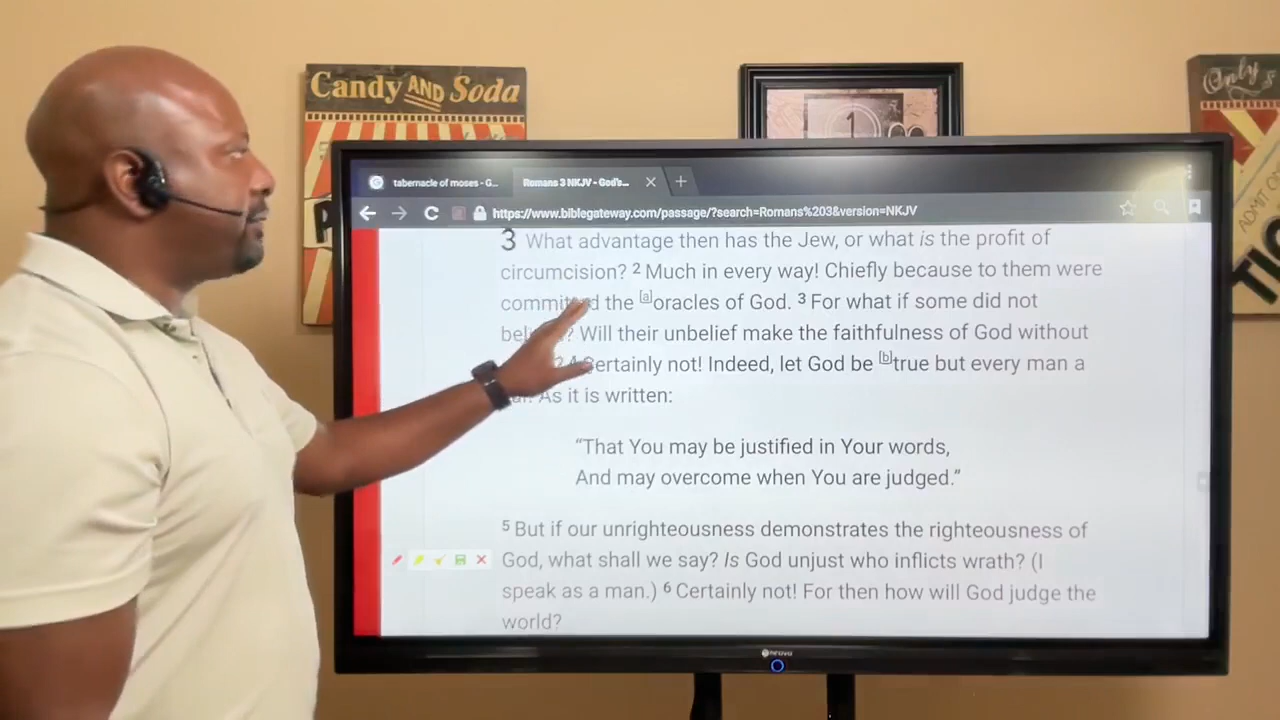 Candy AND Soda
Only
1
tabernacle of moses - G...
Romans 3 NKJV - God's...
https://www.biblegateway.com/passage/?search=Romans%203&version=NKJV
ADMIT
3 What advantage then has the Jew, or what is the profit of
circumcision? 2 Much in every way! Chiefly because to them were
committed the [a]oracles of God. 3 For what if some did not
Will their unbelief make the faithfulness of God without
4 Certainly not! Indeed, let God be [b]true but every man a
As it is written:
“That You may be justified in Your words,
And may overcome when You are judged.”
5 But if our unrighteousness demonstrates the righteousness of
God, what shall we say? Is God unjust who inflicts wrath? (I
speak as a man.) 6 Certainly not! For then how will God judge the
world?